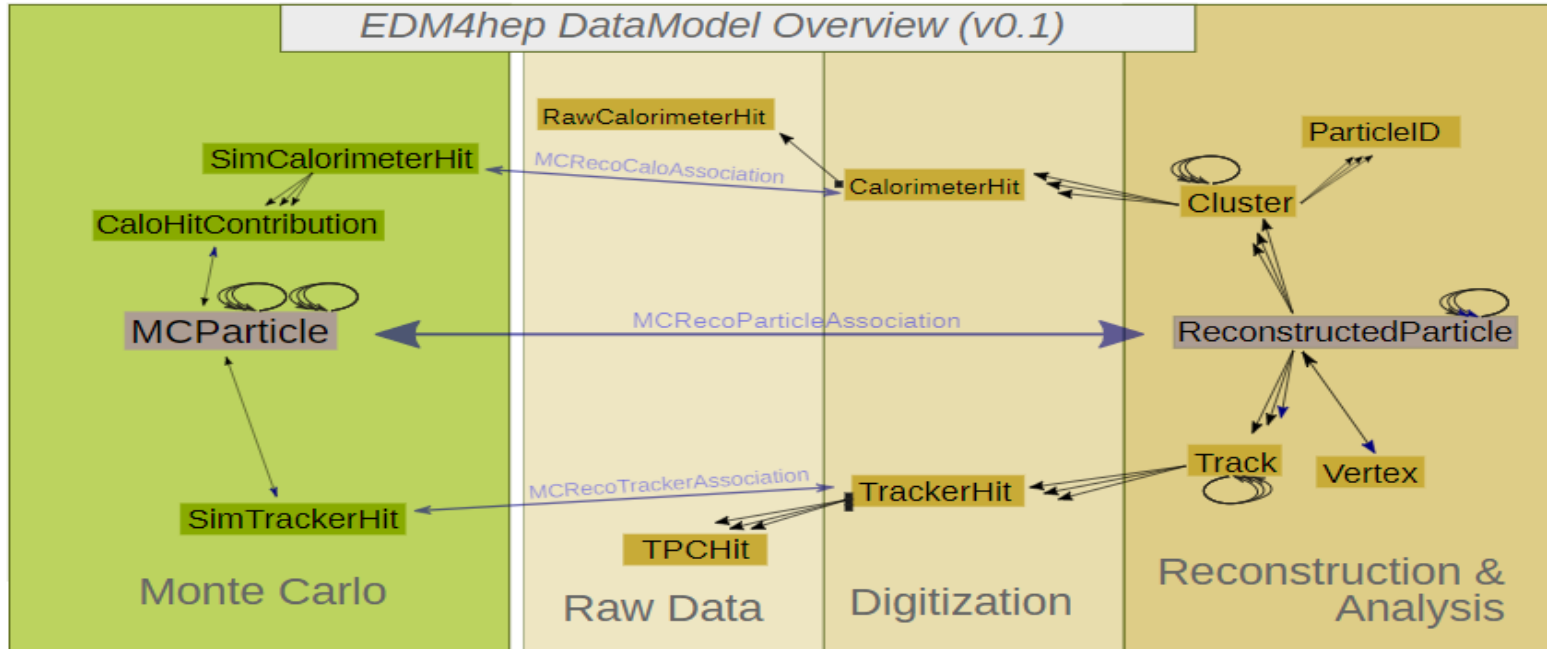 EDM4hep DataModel Overview (v0.1)
RawCalorimeterHit
ParticleID
SimCalorimeterHit
MCRecoCaloAssociation
CalorimeterHit
Cluster
CaloHitContribution
MCParticle
MCRecoParticleAssociation
ReconstructedParticle
Track
Vertex
MCRecoTrackerAssociation
TrackerHit
SimTrackerHit
TPCHit
Monte Carlo
Raw Data
Digitization
Reconstruction &
Analysis